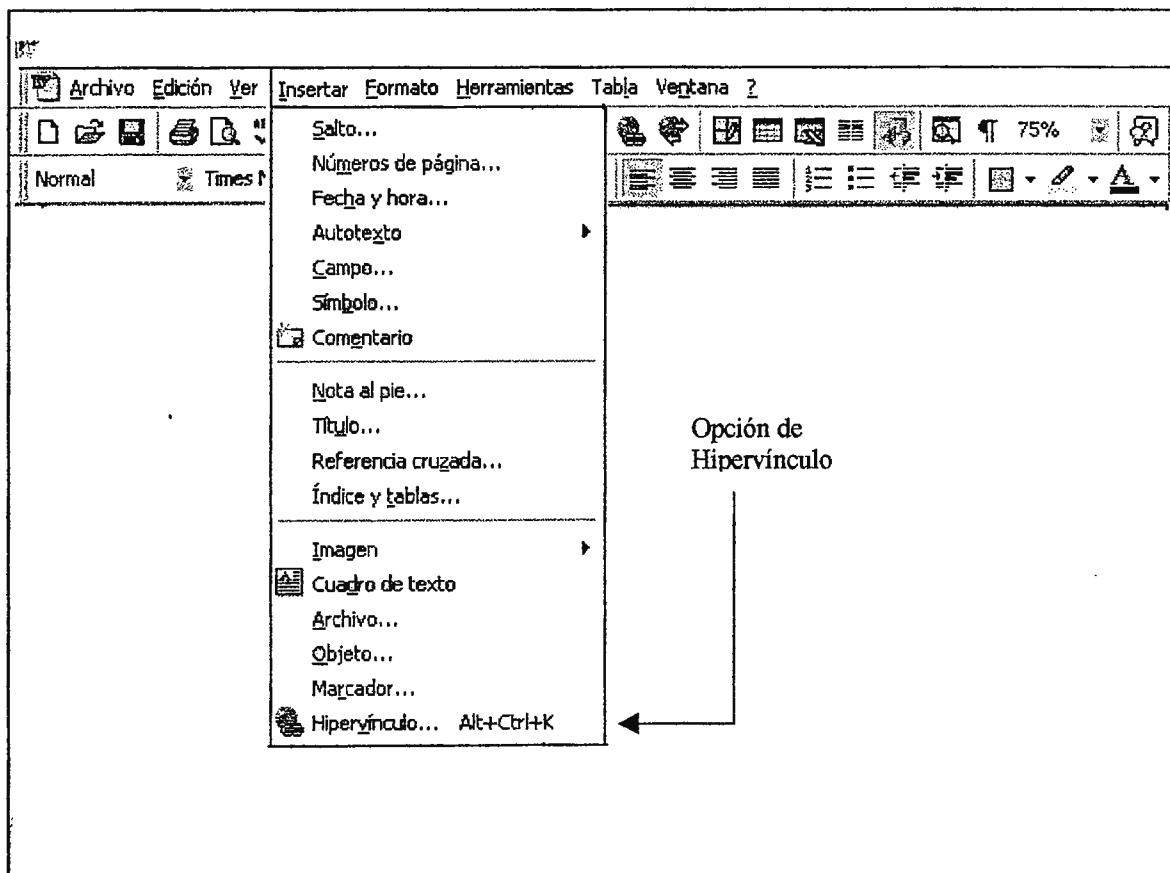 Archivo Edición Ver Insertar Formato Herramientas Tabla Ventana ?
75%
Normal Times N
Salto...
Números de página...
Fecha y hora...
Autotexto
Campo...
Símbolo...
Comentario
Nota al pie...
Título...
Referencia cruzada...
Índice y tablas...
Imagen
Cuadro de texto
Archivo...
Objeto...
Marcador...
Hipervínculo... Alt+Ctrl+K
Opción de
Hipervínculo